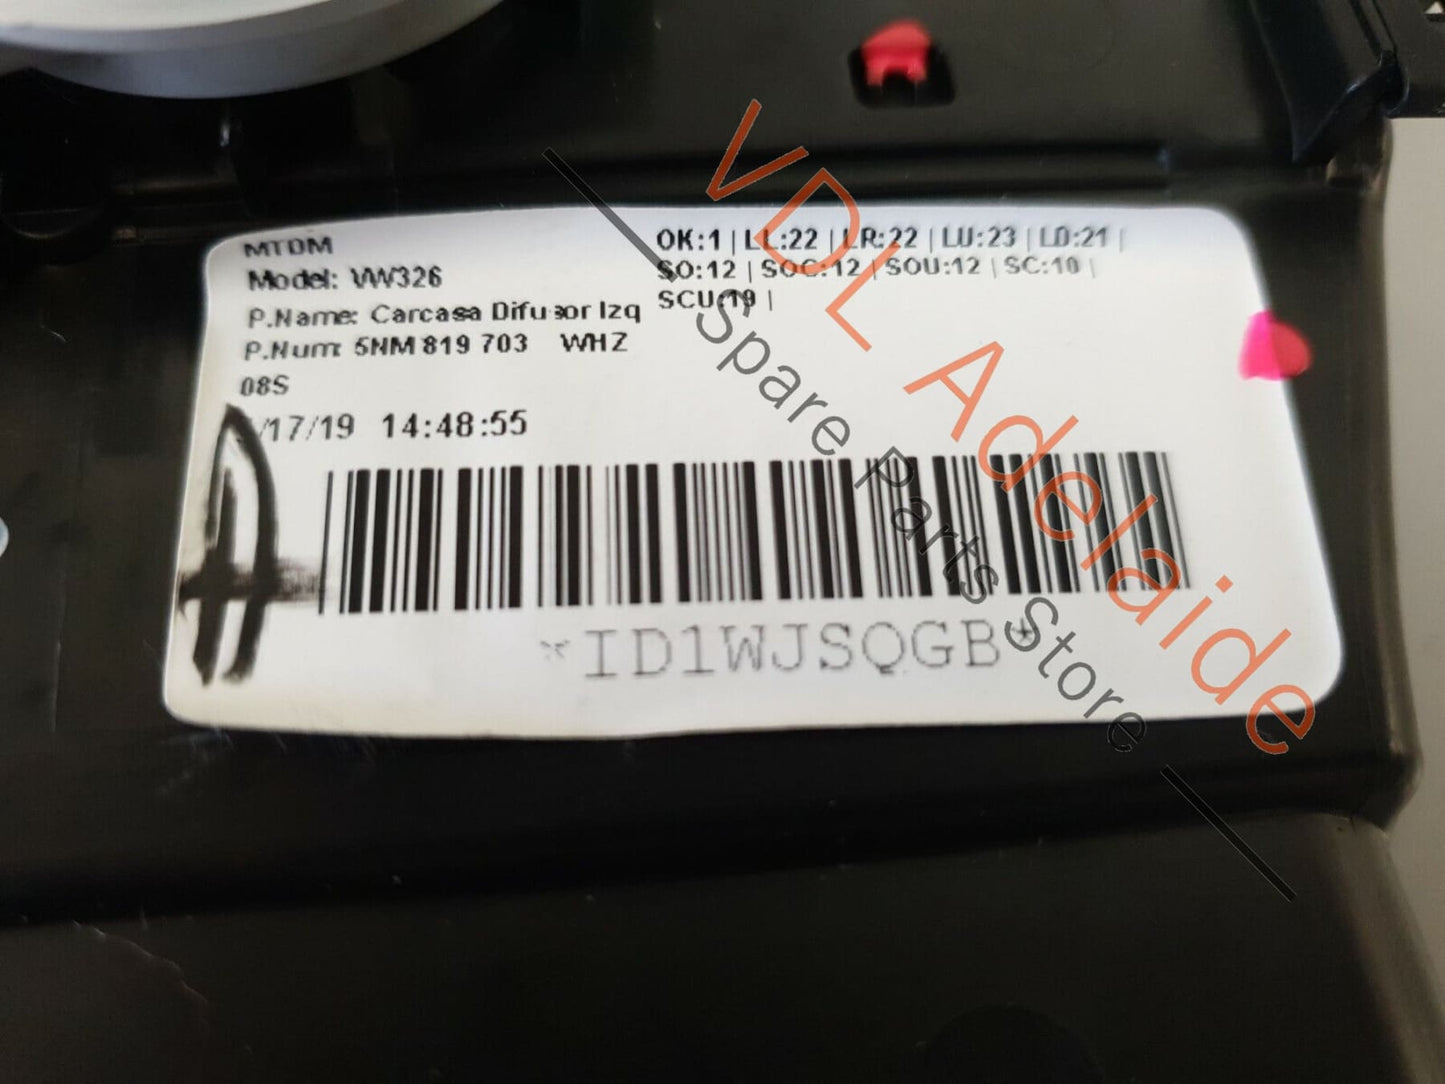 MTDM
Model: VW326
P.Name: Carcasa Difusor Izq
P.Num: 5NM 819 703 WHZ
08S
/17/19 14:48:55
OK:1 | LL:22 | LR:22 | LU:23 | LD:21 |
SO:12 | SOC:12 | SOU:12 | SC:10 |
SCU:19 |
*ID1WJSQGB*
VDL Adelaide
Spare Parts Store